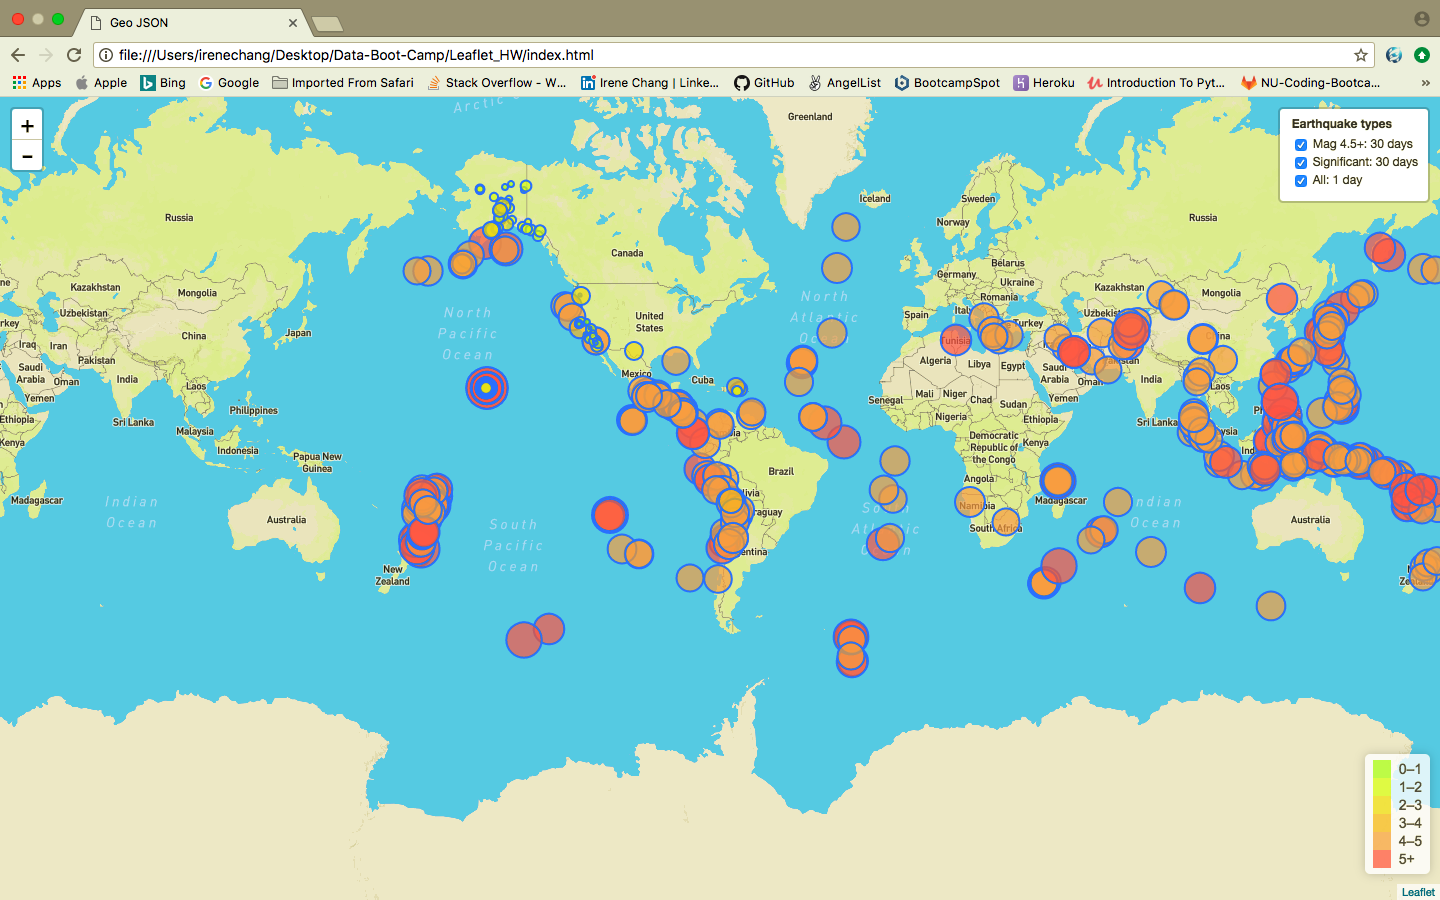 Geo JSON
file:///Users/irenechang/Desktop/Data-Boot-Camp/Leaflet_HW/index.html
Apps Apple Bing Google Imported From Safari Stack Overflow - W... Irene Chang | Linke... GitHub AngelList BootcampSpot Heroku Introduction To Pyt... NU-Coding-Bootca... »
+
-
Earthquake types
Mag 4.5+: 30 days
Significant: 30 days
All: 1 day
Arctic
Greenland
Iceland
Sweden
Norway
Russia
Russia
Canada
Belarus
Germany
Ukraine
Romania
Kazakhstan
Mongolia
Kazakhstan
Mongolia
Uzbekistan
North
Pacific
Ocean
United
States
North
Atlantic
Spain
Turkey
China
Japan
Iraq
Iran
Pakistan
Saudi
Arabia
Oman
India
Laos
Yemen
Mexico
Cuba
Tunisia
Algeria
Libya
Egypt
Saudi
Arabia
Oman
India
Laos
Yemen
Senegal
Mali
Niger
Chad
Sudan
Nigeria
Ethiopia
Ethiopia
Sri Lanka
Philippines
Sri Lanka
Malaysia
Kenya
Indonesia
Papua New
Guinea
Democratic
Republic of
the Congo
Kenya
Brazil
Angola
Madagascar
Indian
Ocean
Australia
Madagascar
Indian
Ocean
Australia
South
Pacific
Ocean
Namibia
South Africa
Atlantic
New
Zealand
0–1
1–2
2–3
3–4
4–5
5+
Leaflet